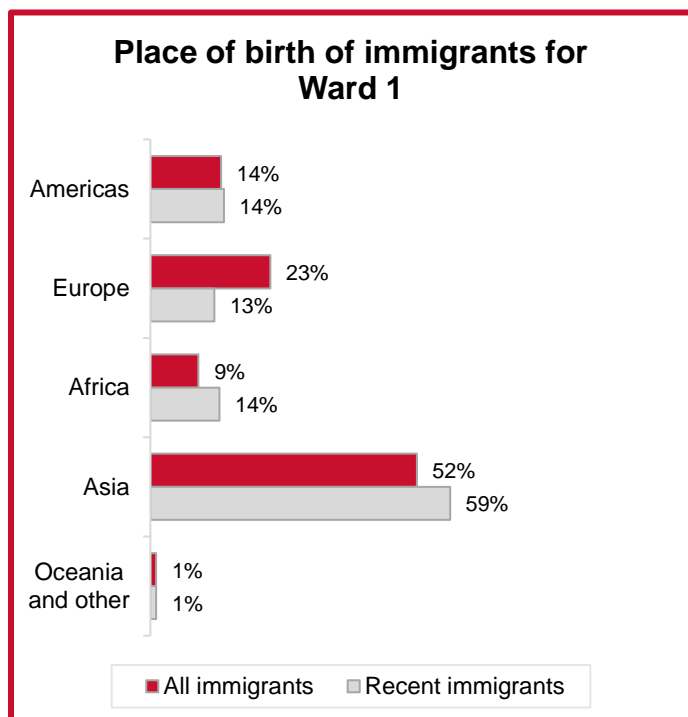 Place of birth of immigrants for
Ward 1
Americas
14%
14%
Europe
23%
13%
Africa
9%
14%
Asia
52%
59%
Oceania
and other
1%
1%
All immigrants
Recent immigrants